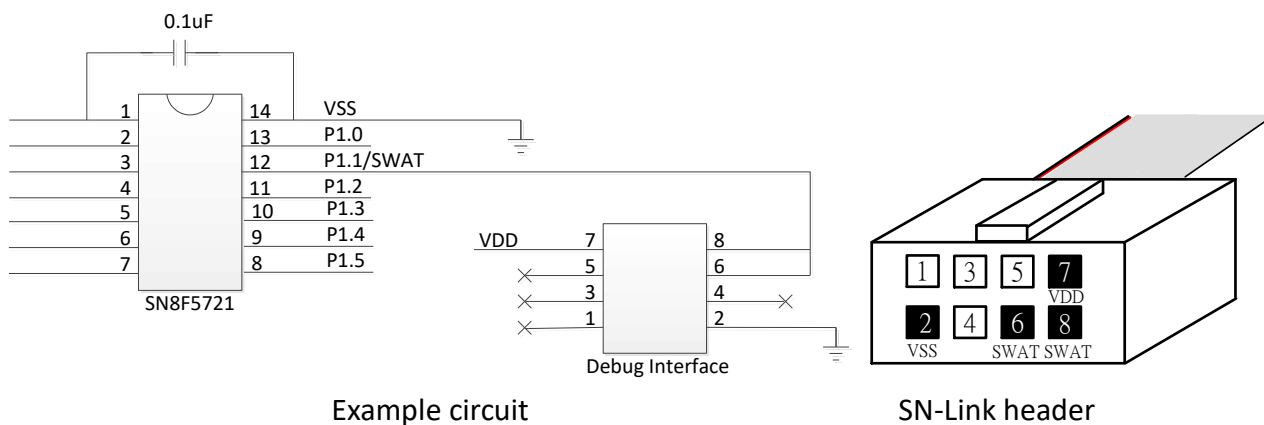 0.1uF
1 14 VSS
2 13 P1.0
3 12 P1.1/SWAT
4 11 P1.2
5 10 P1.3
6 9 P1.4
7 8 P1.5
SN8F5721
VDD 7 8
5 6
3 4
1 2
Debug Interface
1 3 5 7
VDD
2 4 6 8
VSS SWAT SWAT
Example circuit
SN-Link header